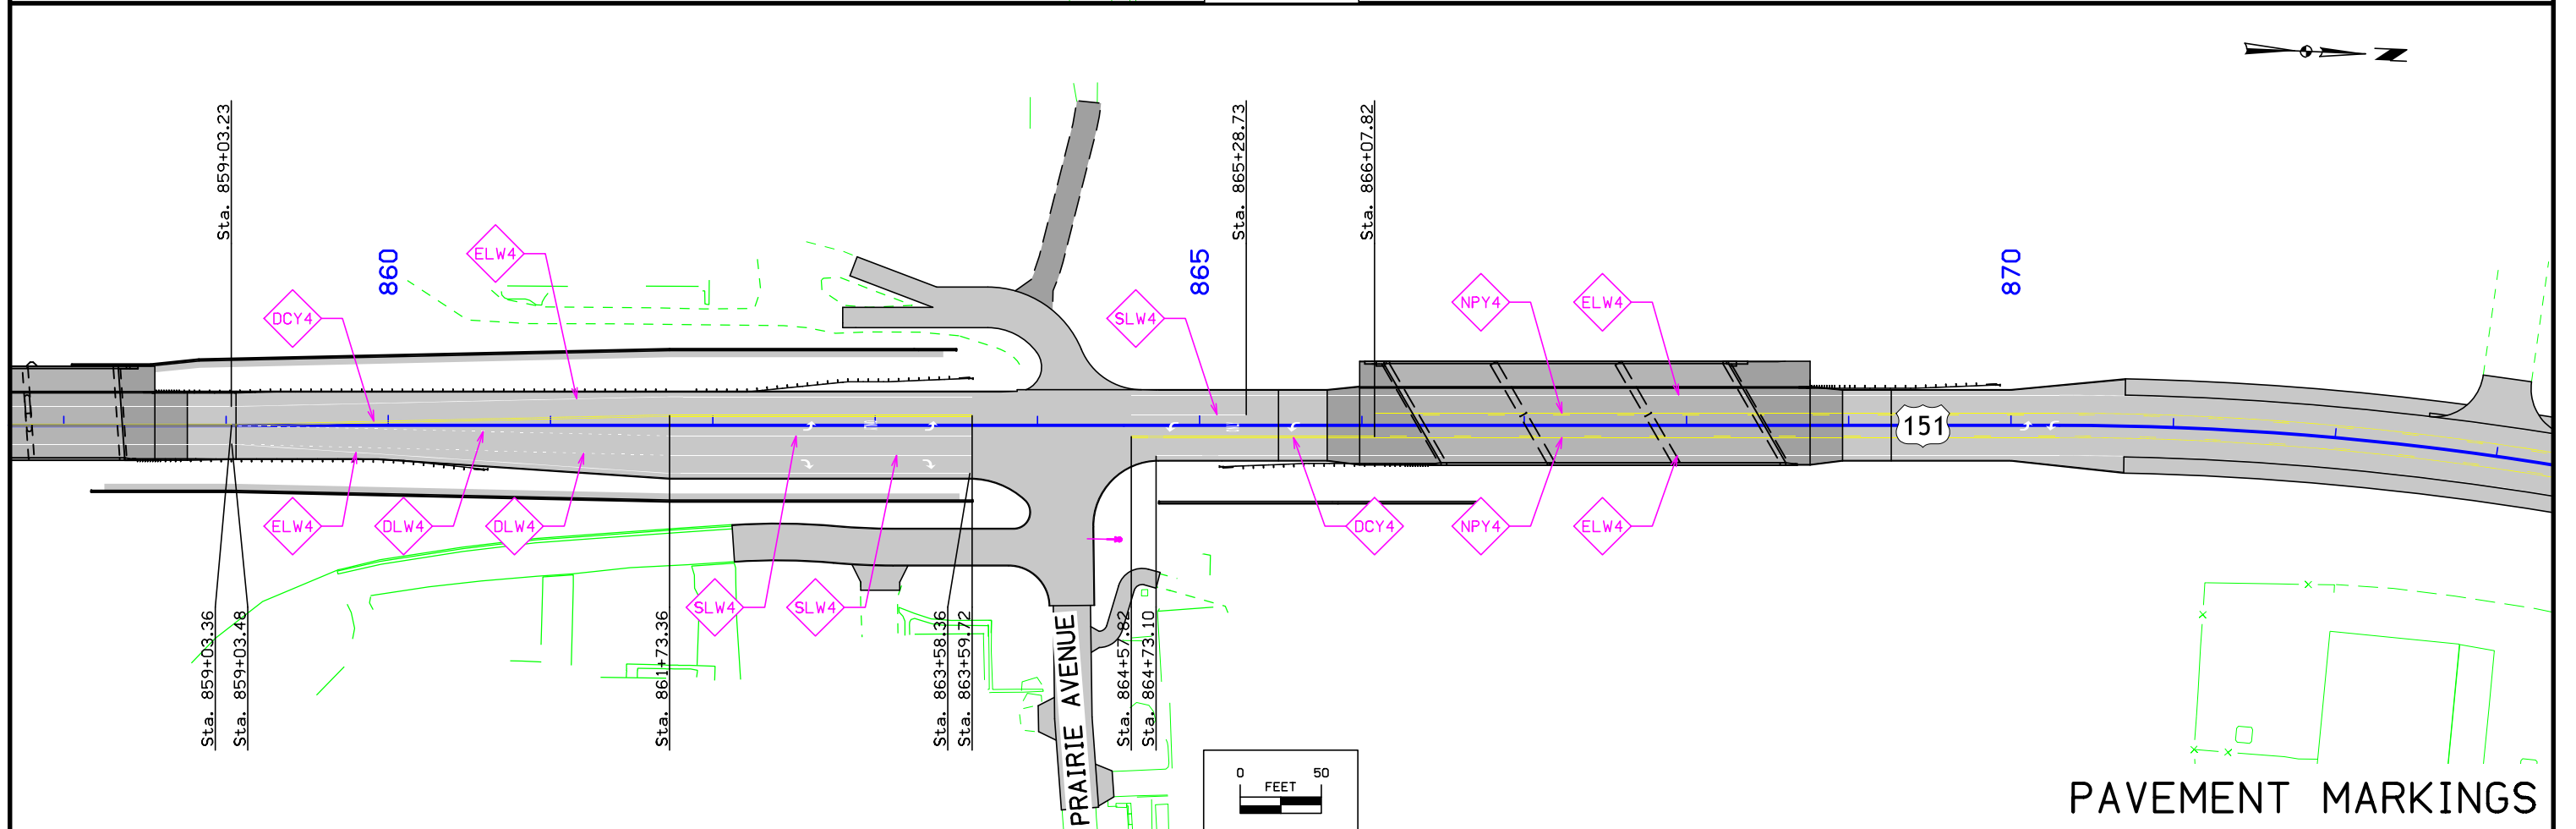 N
Sta. 859+03.23
Sta. 865+28.73
Sta. 866+07.82
860
865
870
ELW4
DCY4
SLW4
NPY4
ELW4
151
ELW4
DLW4
DLW4
DCY4
NPY4
ELW4
SLW4
SLW4
Sta. 859+03.36
Sta. 859+03.48
Sta. 861+73.36
Sta. 863+58.36
Sta. 863+59.72
Sta. 864+57.82
Sta. 864+73.10
PRAIRIE AVENUE
0 50
FEET
PAVEMENT MARKINGS